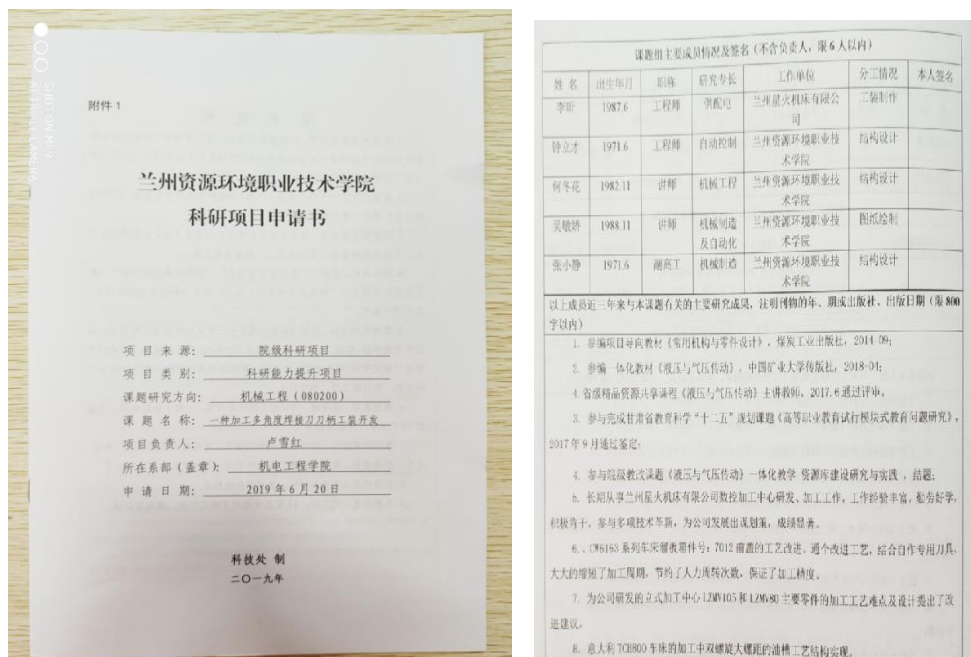 SHOT ON MI 9
附件 1
兰州资源环境职业技术学院
科研项目申请书
项 目 来 源： 院级科研项目
项 目 类 别： 科研能力提升项目
课题研究方向： 机械工程（080200）
课 题 名 称： 一种加工多角度焊接刀刀柄工装开发
项目负责人： 卢雪红
所在系部（盖章）： 机电工程学院
申 请 日 期： 2019 年 6 月 20 日
科技处 制
二〇一九年
课题组主要成员情况及签名（不含负责人，限 6 人以内）
姓 名 出生年月 职称 研究专长 工作单位 分工情况 本人签名
李昕 1987.6 工程师 供配电 兰州星火机床有限公 工装制作
司
钟立才 1971.6 工程师 自动控制 兰州资源环境职业技 结构设计
术学院
何冬花 1982.11 讲师 机械工程 兰州资源环境职业技 结构设计
术学院
吴敏娇 1988.11 讲师 机械制造 兰州资源环境职业技 图纸绘制
及自动化 术学院
张小静 1971.6 副高工 机械制造 兰州资源环境职业技 结构设计
术学院
以上成员近三年来与本课题有关的主要研究成果，注明刊物的年、期或出版社、出版日期（限 800
字以内）
1. 参编项目导向教材《常用机构与零件设计》，煤炭工业出版社，2014-09；
2. 参编一体化教材《液压与气压传动》，中国矿业大学传版社，2018-04；
4.省级精品资源共享课程《液压与气压传动》主讲教师，2017.6 通过评审。
3. 参与完成甘肃省教育科学“十二五”规划课题《高等职业教育试行模块式教育问题研究》，
2017 年 9 月通过鉴定；
4. 参与院级教改课题《液压与气压传动》一体化教学 资源库建设研究与实践 ，结题；
5. 长期从事兰州星火机床有限公司数控加工中心研发、加工工作，工作经验丰富，勤劳好学，
积极肯干，参与多项技术革新，为公司发展出谋划策，成绩显著。
6.、CW6163 系列车床溜板箱件号：7012 前盖的工艺改进。通个改进工艺，结合自作专用刀具，
大大的缩短了加工周期，节约了人力周转次数，保证了加工精度。
7. 为公司研发的立式加工中心 LZMV105 和 LZMV80 主要零件的加工工艺难点及设计提出了改
进建议。
8. 意大利 TCH800 车床的加工中双螺旋大螺距的油槽工艺结构实现。